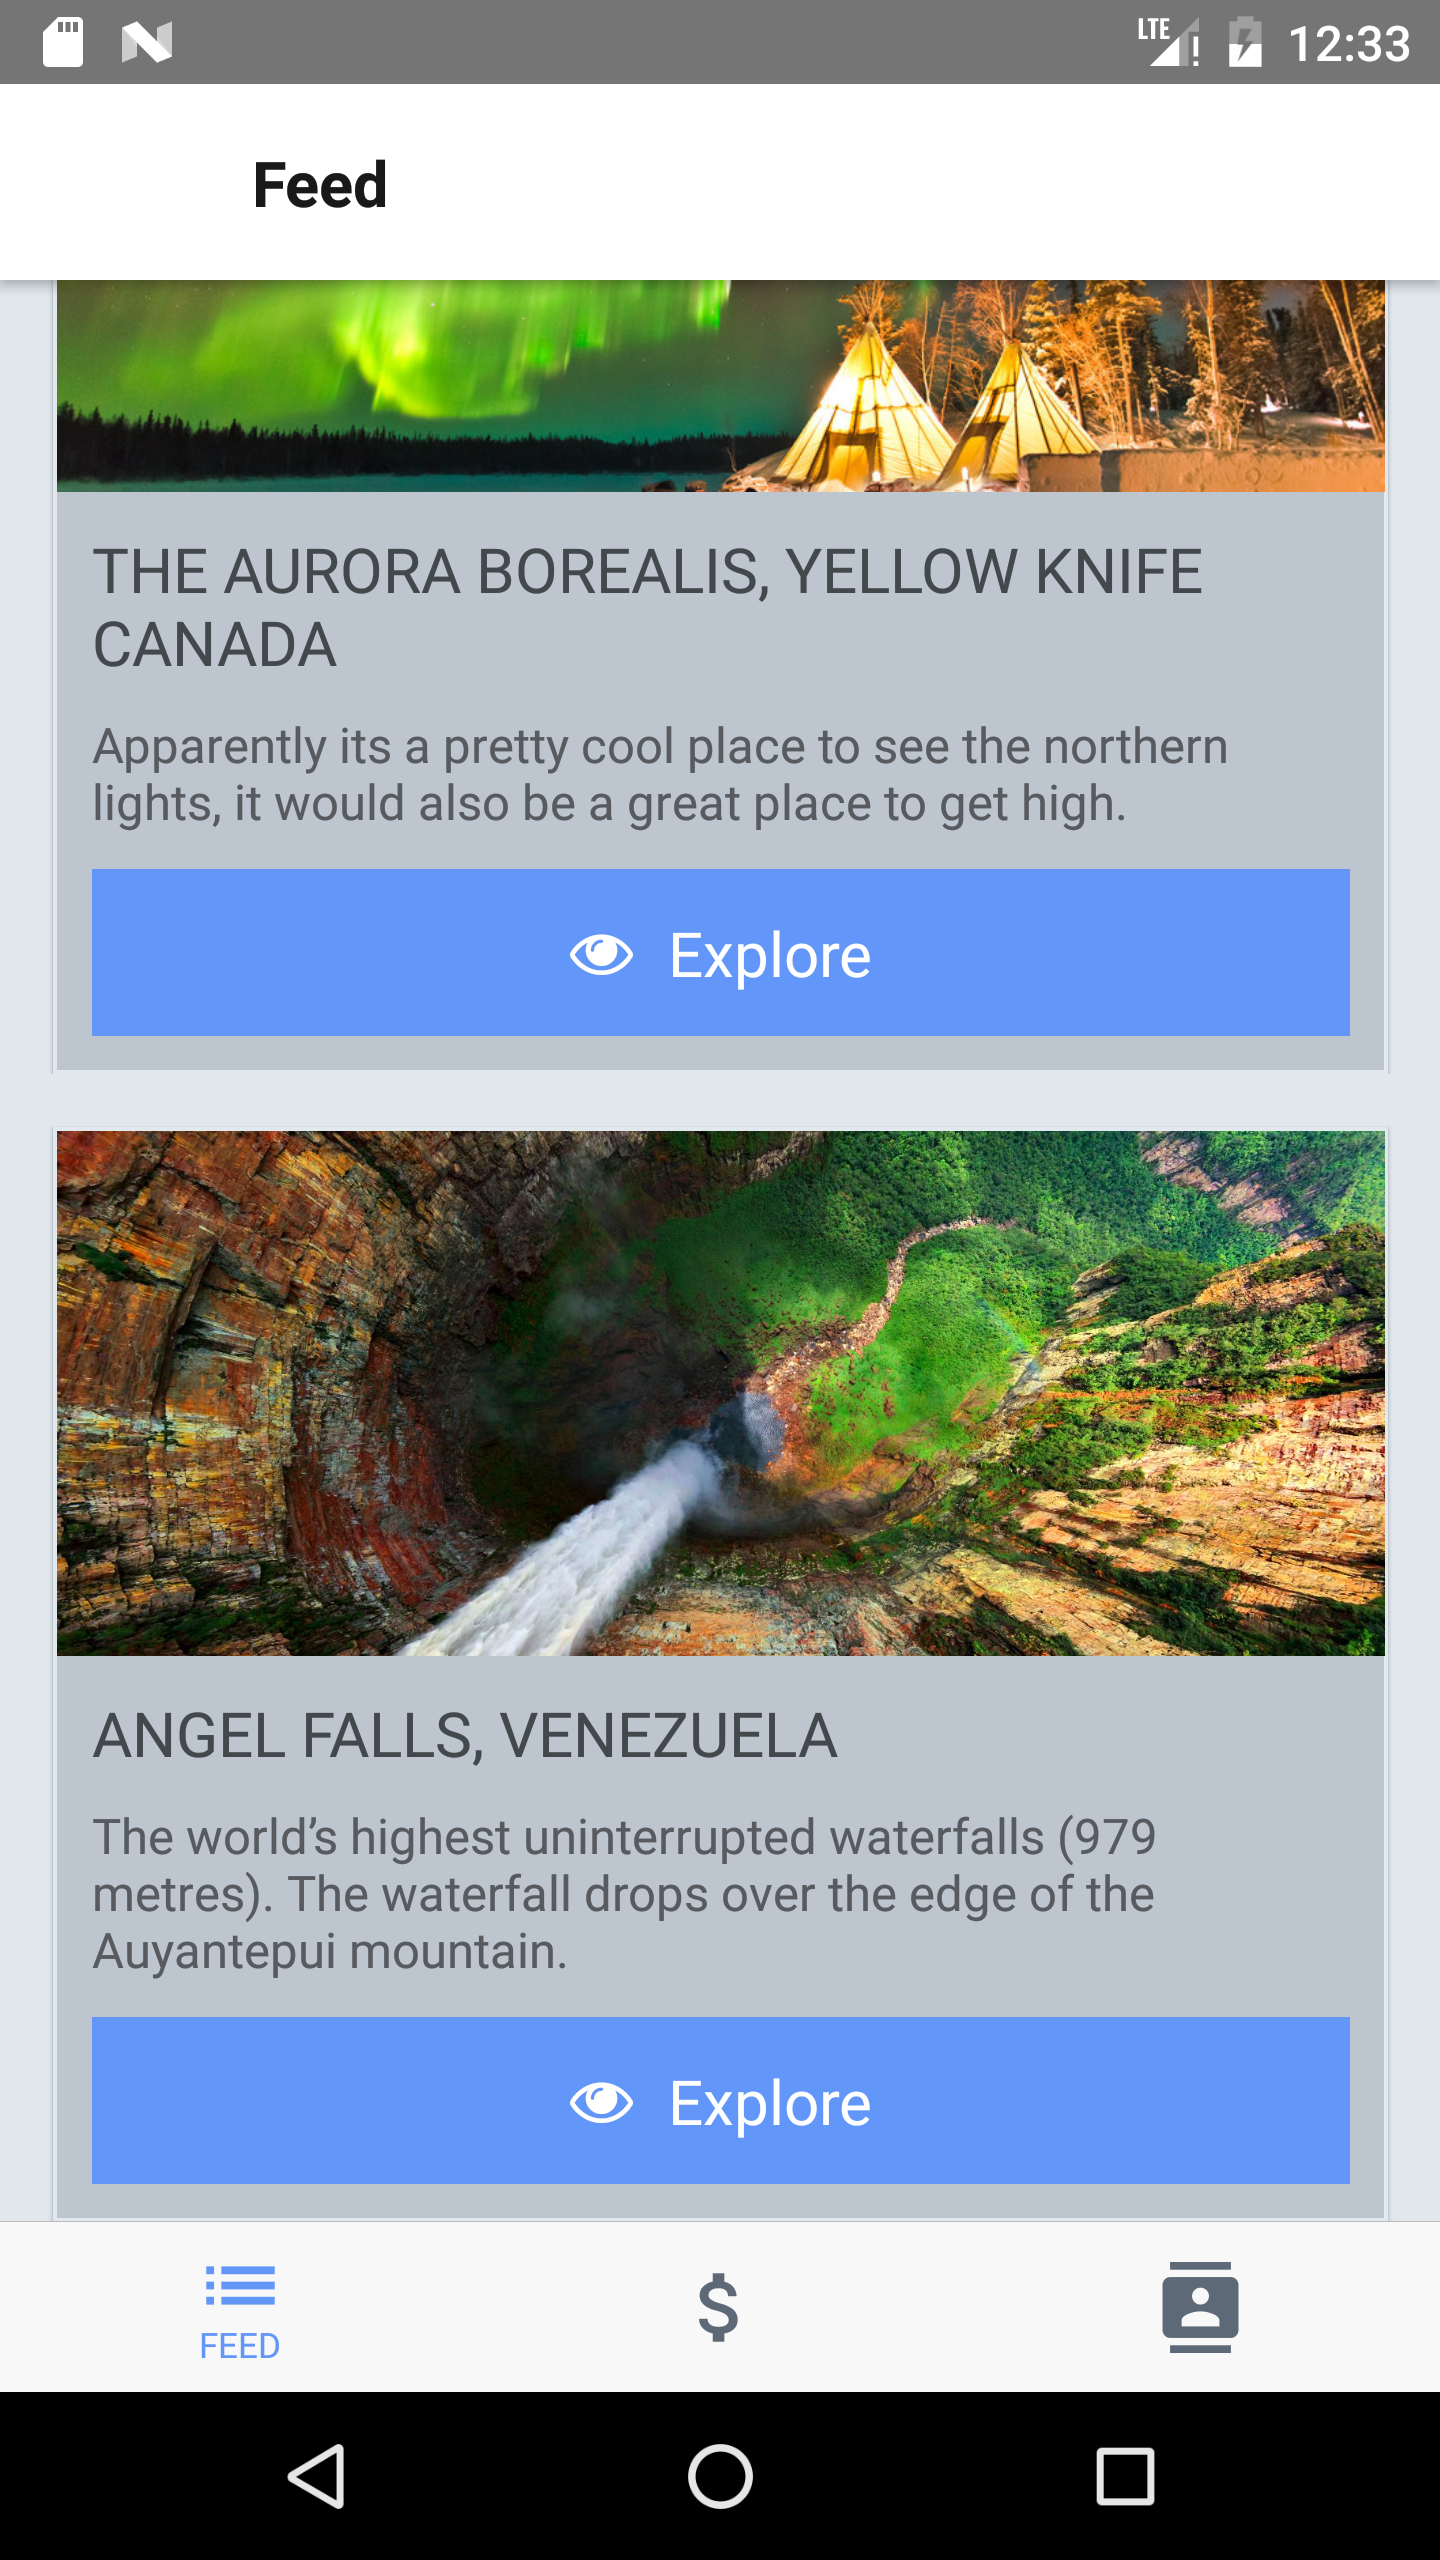 LTE
12:33
Feed
THE AURORA BOREALIS, YELLOW KNIFE
CANADA
Apparently its a pretty cool place to see the northern
lights, it would also be a great place to get high.
Explore
ANGEL FALLS, VENEZUELA
The world’s highest uninterrupted waterfalls (979
metres). The waterfall drops over the edge of the
Auyantepui mountain.
Explore
$
FEED